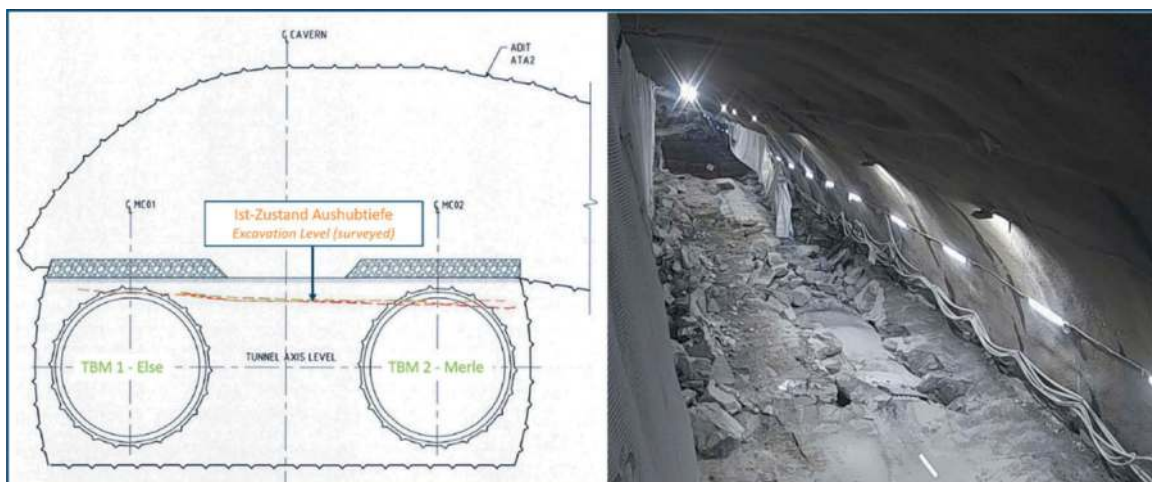 ℄ CAVERN
ADIT
ATA2
℄ MC01
Ist-Zustand Aushubtiefe
Excavation Level (surveyed)
℄ MC02
TUNNEL AXIS LEVEL
TBM 1 - Else
TBM 2 - Merle